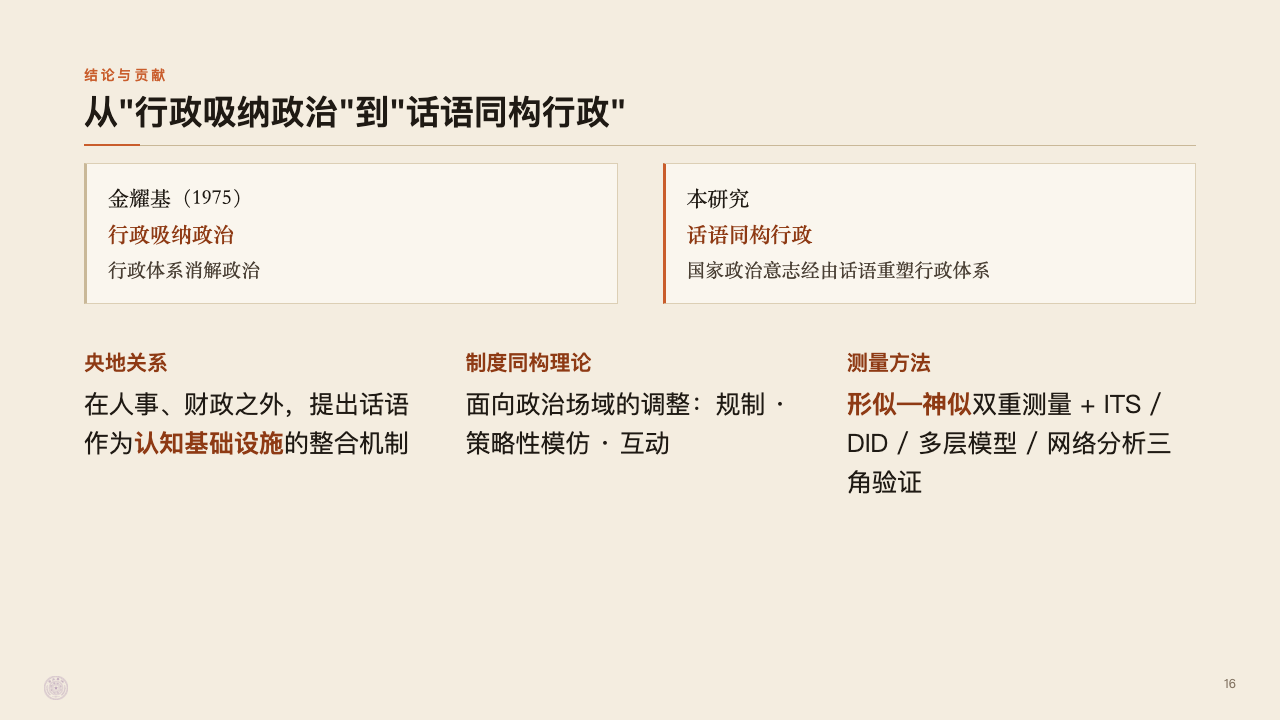 结论与贡献
从"行政吸纳政治"到"话语同构行政"
金耀基（1975）
行政吸纳政治
行政体系消解政治
本研究
话语同构行政
国家政治意志经由话语重塑行政体系
央地关系
在人事、财政之外，提出话语
作为认知基础设施的整合机制
制度同构理论
面向政治场域的调整：规制 ·
策略性模仿 · 互动
测量方法
形似—神似双重测量 + ITS /
DID / 多层模型 / 网络分析三
角验证
16